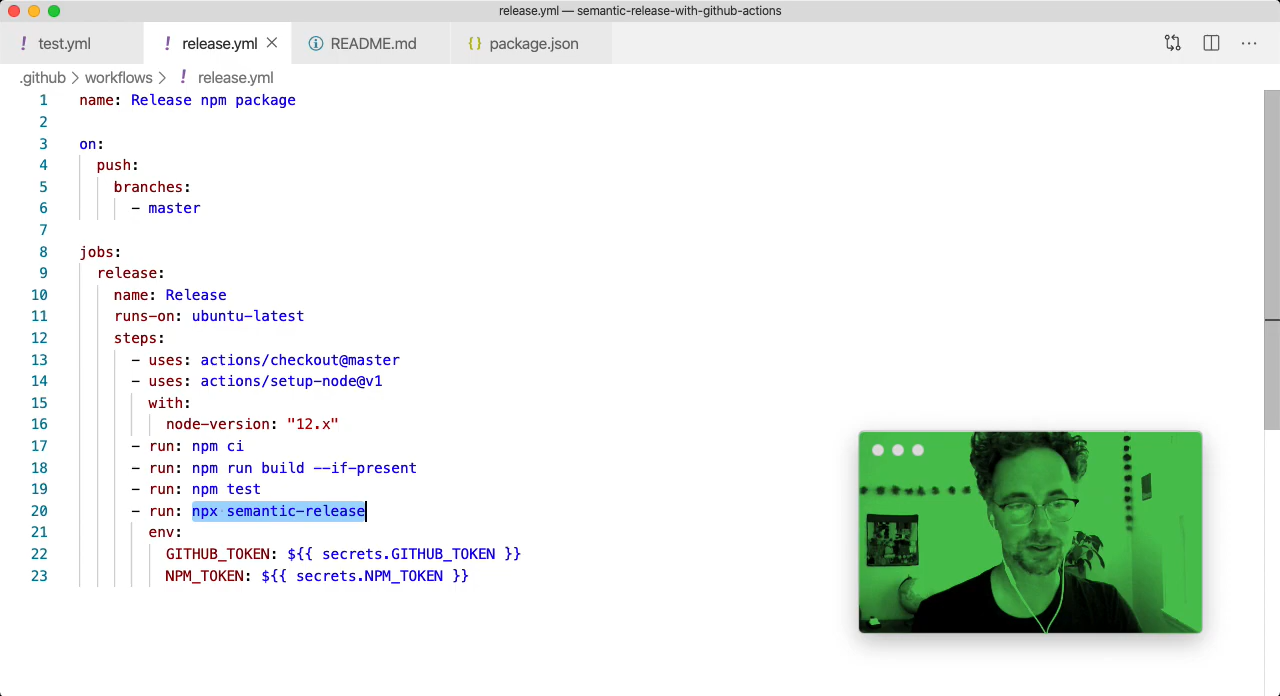 release.yml — semantic-release-with-github-actions
! test.yml ! release.yml README.md {} package.json
.github > workflows > ! release.yml
1 name: Release npm package
2
3 on:
4 push:
5 branches:
6 - master
7
8 jobs:
9 release:
10 name: Release
11 runs-on: ubuntu-latest
12 steps:
13 - uses: actions/checkout@master
14 - uses: actions/setup-node@v1
15 with:
16 node-version: "12.x"
17 - run: npm ci
18 - run: npm run build --if-present
19 - run: npm test
20 - run: npx semantic-release
21 env:
22 GITHUB_TOKEN: ${{ secrets.GITHUB_TOKEN }}
23 NPM_TOKEN: ${{ secrets.NPM_TOKEN }}